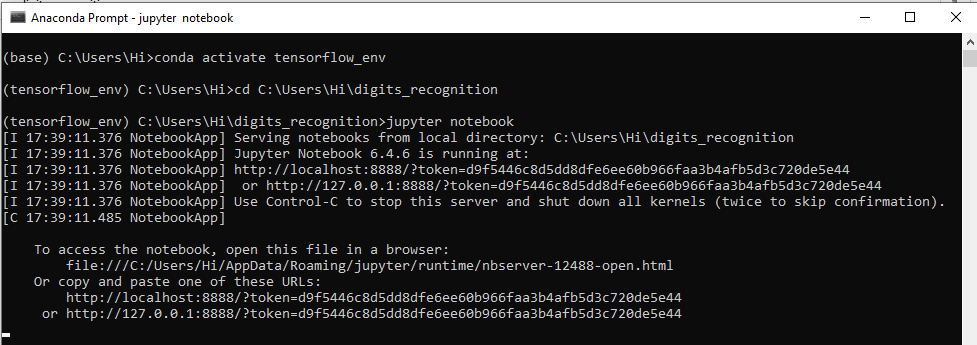 Anaconda Prompt - jupyter notebook
(base) C:\Users\Hi>conda activate tensorflow_env
(tensorflow_env) C:\Users\Hi>cd C:\Users\Hi\digits_recognition
(tensorflow_env) C:\Users\Hi\digits_recognition>jupyter notebook
[I 17:39:11.376 NotebookApp] Serving notebooks from local directory: C:\Users\Hi\digits_recognition
[I 17:39:11.376 NotebookApp] Jupyter Notebook 6.4.6 is running at:
[I 17:39:11.376 NotebookApp] http://localhost:8888/?token=d9f5446c8d5dd8dfe6ee60b966faa3b4afb5d3c720de5e44
[I 17:39:11.376 NotebookApp]  or http://127.0.0.1:8888/?token=d9f5446c8d5dd8dfe6ee60b966faa3b4afb5d3c720de5e44
[I 17:39:11.376 NotebookApp] Use Control-C to stop this server and shut down all kernels (twice to skip confirmation).
[C 17:39:11.485 NotebookApp]
To access the notebook, open this file in a browser:
file:///C:/Users/Hi/AppData/Roaming/jupyter/runtime/nbserver-12488-open.html
Or copy and paste one of these URLs:
http://localhost:8888/?token=d9f5446c8d5dd8dfe6ee60b966faa3b4afb5d3c720de5e44
or http://127.0.0.1:8888/?token=d9f5446c8d5dd8dfe6ee60b966faa3b4afb5d3c720de5e44